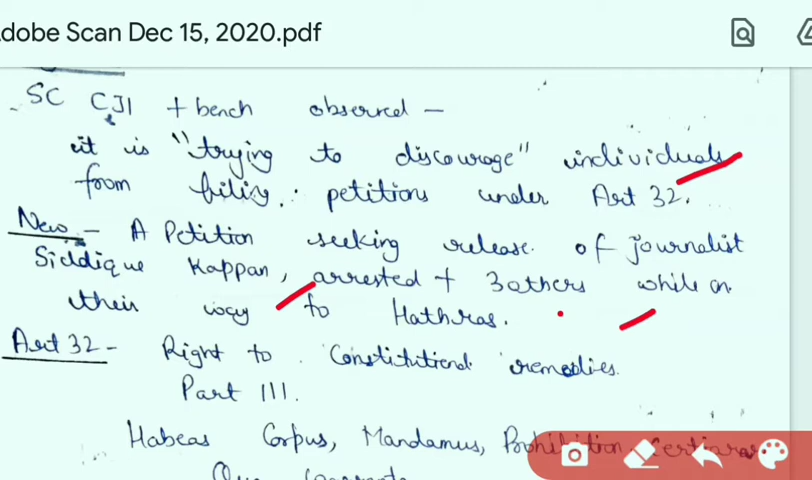 dobe Scan Dec 15, 2020.pdf
SC CJI + bench observed -
it is "trying to discourage" individuals
from filing petitions under Art 32.
News - A Petition seeking release of journalist
Siddique Kappan, arrested + 3 others while on
their way to Hathras.
Art 32 - Right to Constitutional remedies.
Part III.
Habeas Corpus, Mandamus, Prohibition, Certiorari
Quo